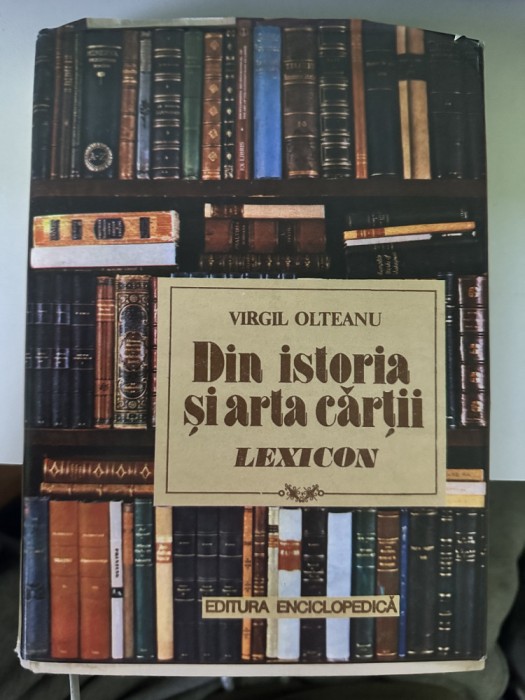 VIRGIL OLTEANU
Din istoria
și arta cărții
LEXICON
EDITURA ENCICLOPEDICĂ